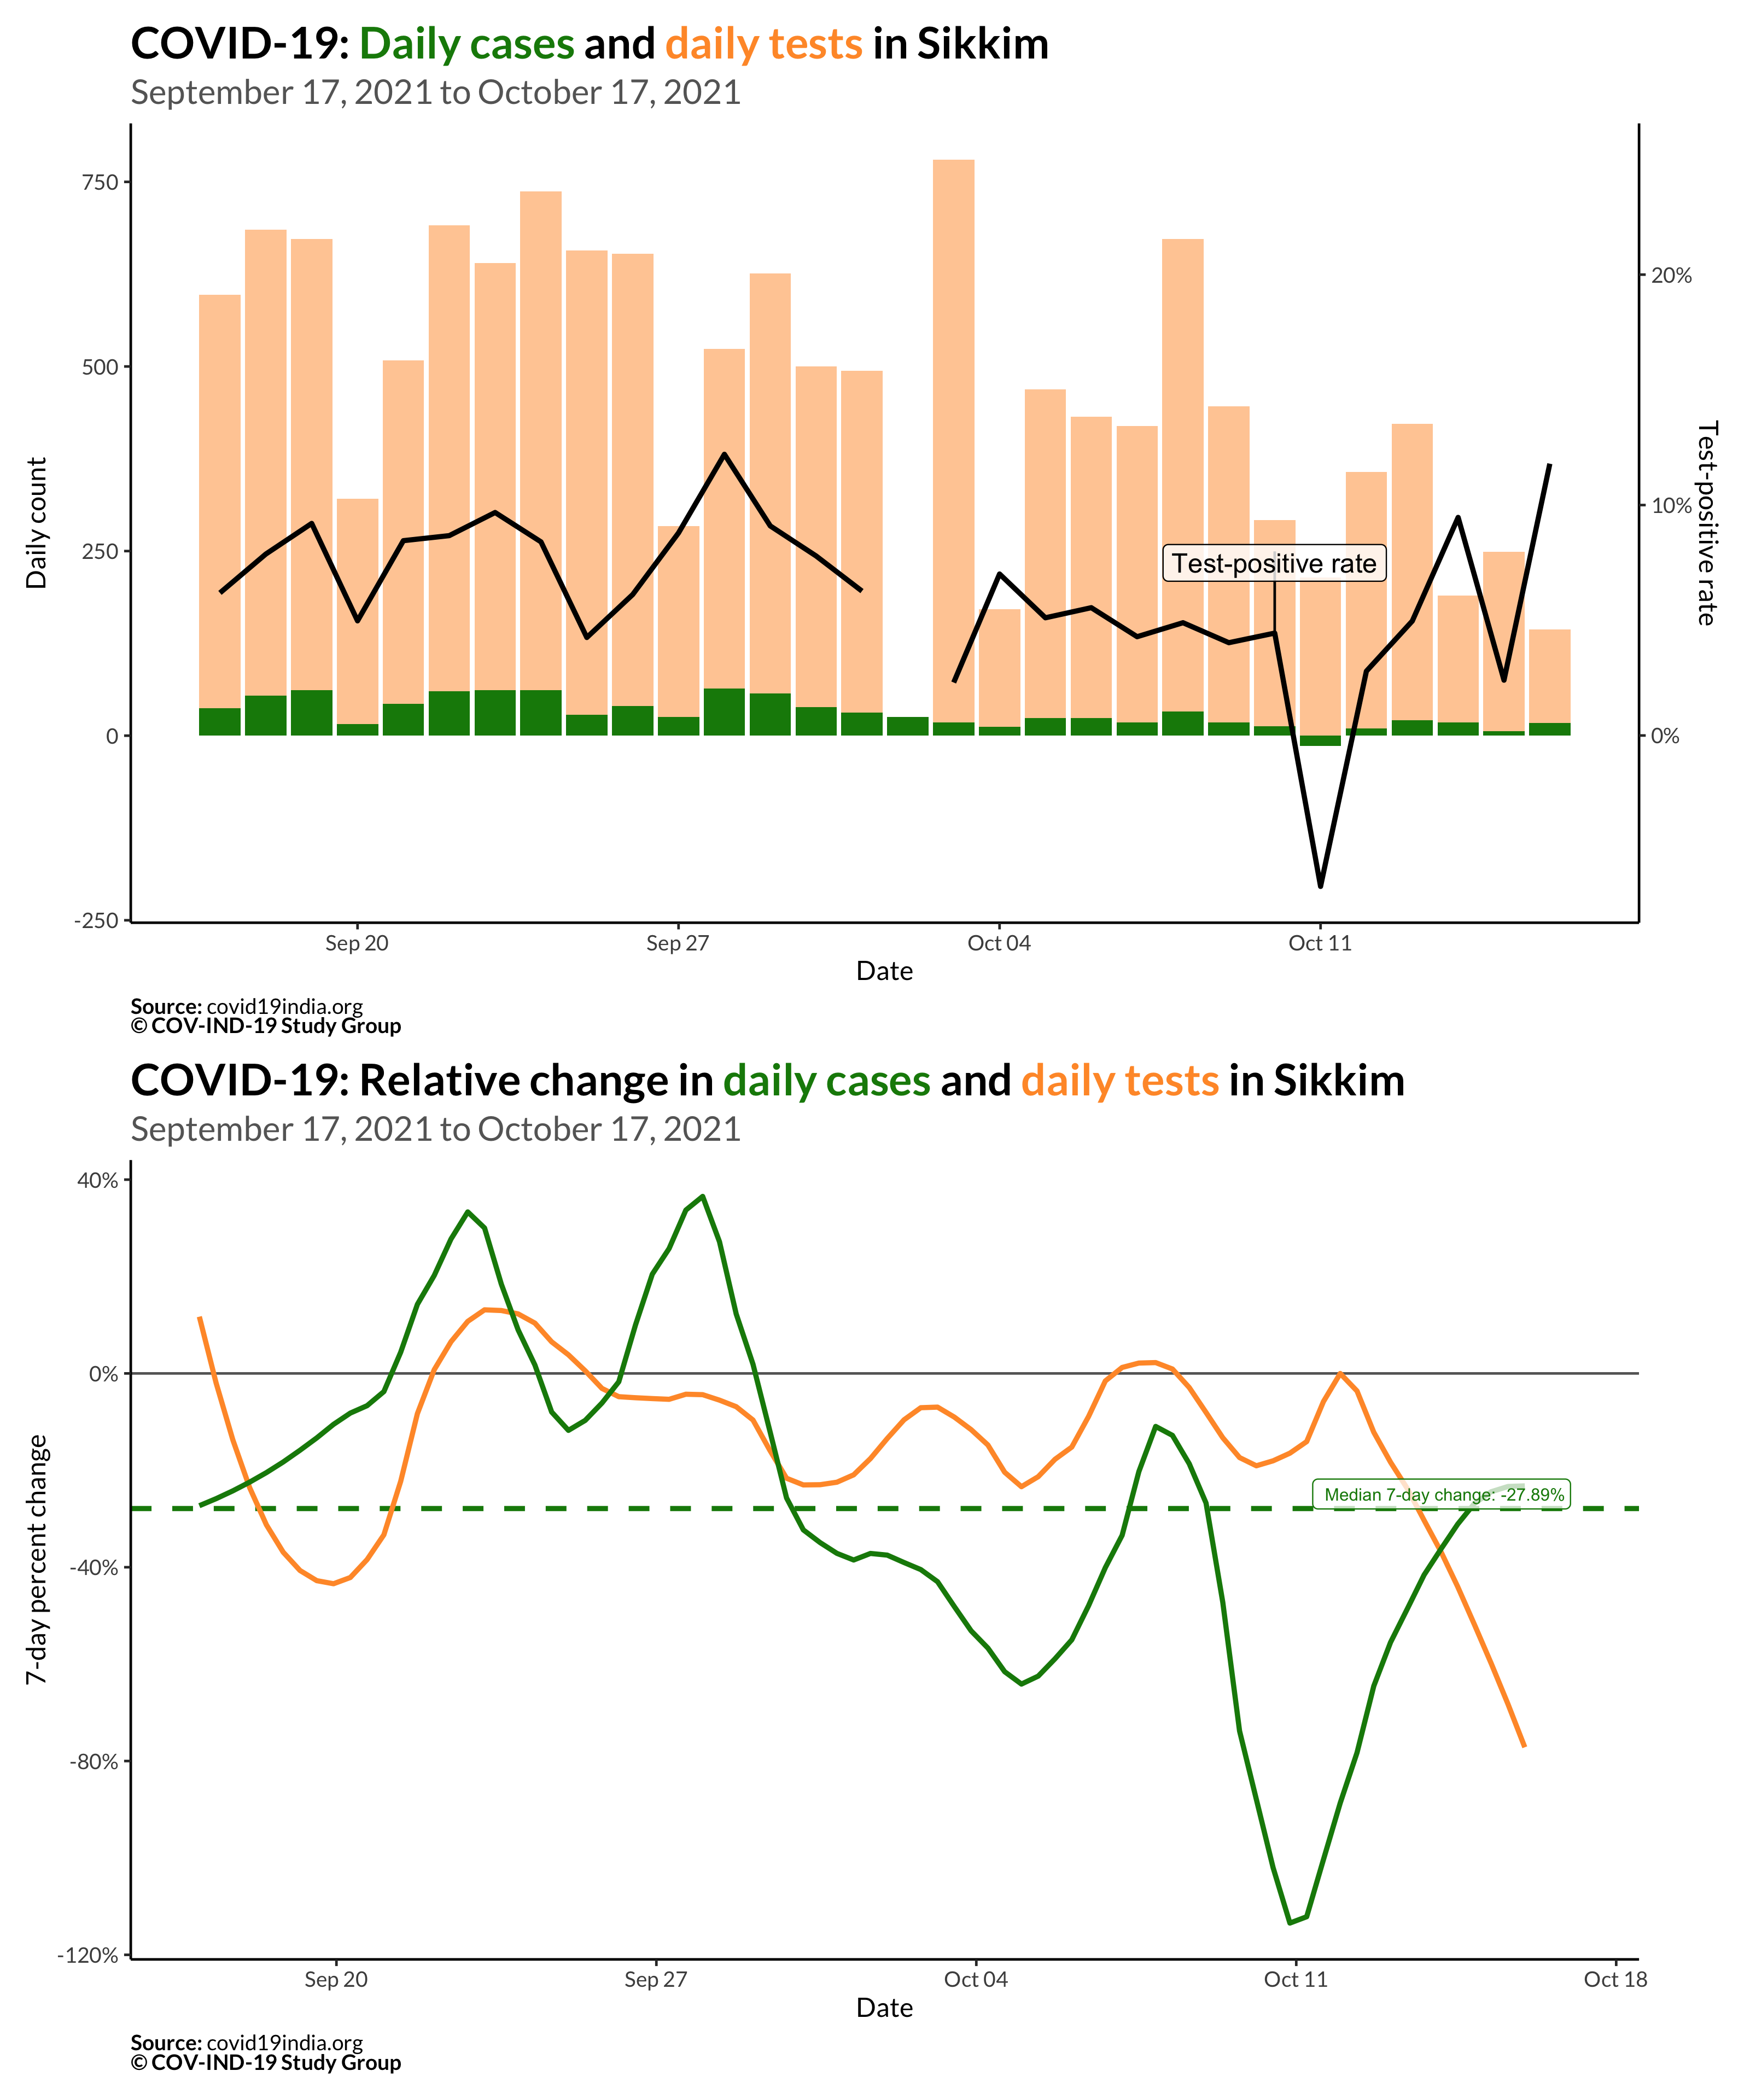 COVID-19: Daily cases and daily tests in Sikkim
September 17, 2021 to October 17, 2021
750
500
250
0
-250
Daily count
20%
10%
0%
Test-positive rate
Test-positive rate
Sep 20
Sep 27
Oct 04
Oct 11
Date
Source: covid19india.org
© COV-IND-19 Study Group
COVID-19: Relative change in daily cases and daily tests in Sikkim
September 17, 2021 to October 17, 2021
40%
0%
-40%
-80%
-120%
7-day percent change
Median 7-day change: -27.89%
Sep 20
Sep 27
Oct 04
Oct 11
Oct 18
Date
Source: covid19india.org
© COV-IND-19 Study Group